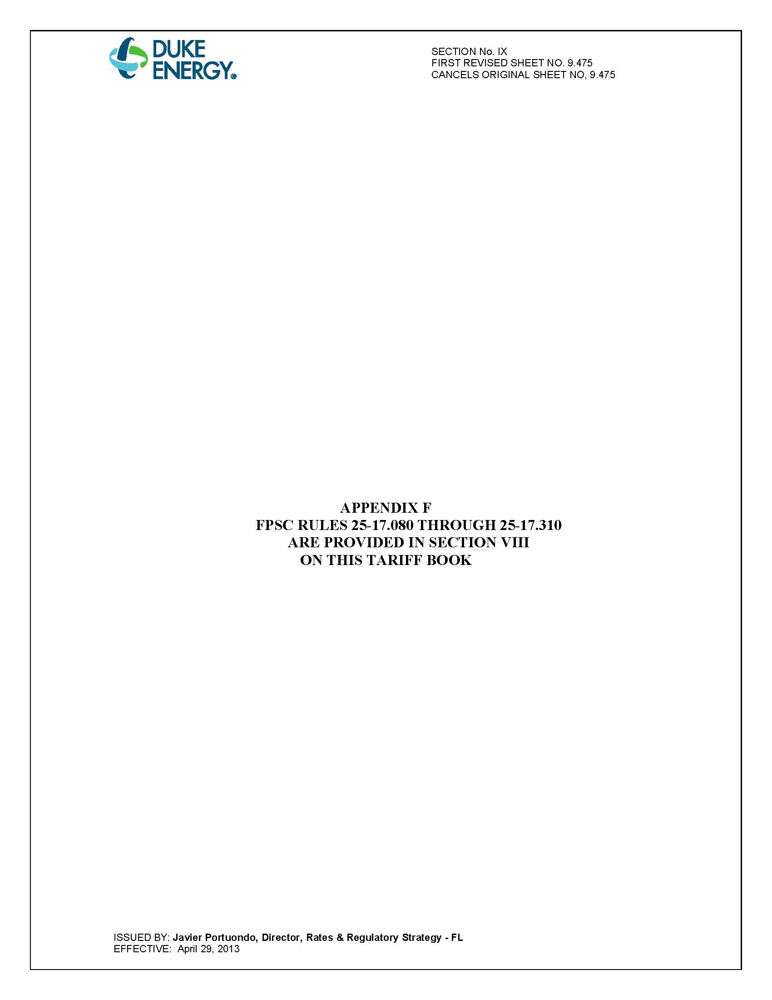 DUKE
ENERGY®
SECTION No. IX
FIRST REVISED SHEET NO. 9.475
CANCELS ORIGINAL SHEET NO, 9.475
APPENDIX F
FPSC RULES 25-17.080 THROUGH 25-17.310
ARE PROVIDED IN SECTION VIII
ON THIS TARIFF BOOK
ISSUED BY: Javier Portuondo, Director, Rates & Regulatory Strategy - FL
EFFECTIVE: April 29, 2013